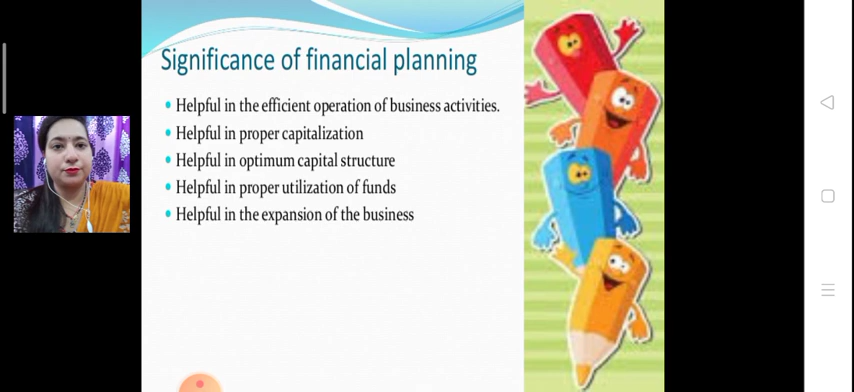 Significance of financial planning
Helpful in the efficient operation of business activities.
Helpful in proper capitalization
Helpful in optimum capital structure
Helpful in proper utilization of funds
Helpful in the expansion of the business